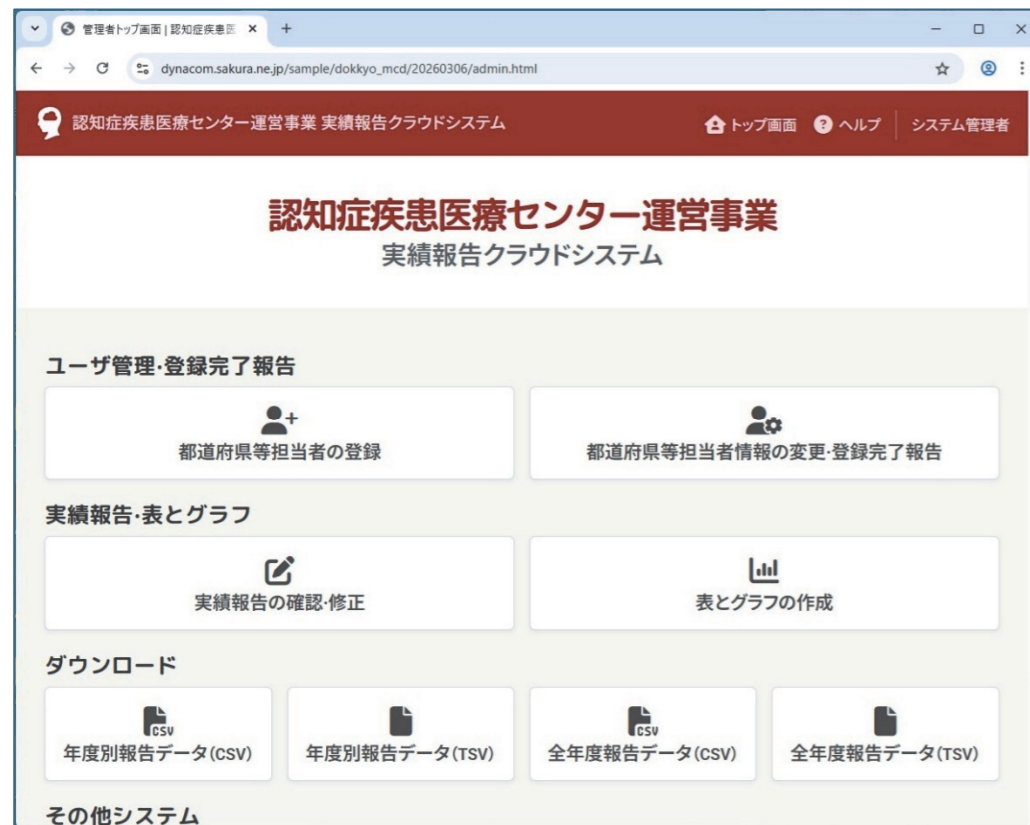 管理者トップ画面 | 認知症疾患医
dynacom.sakura.ne.jp/sample/dokkyo_mcd/20260306/admin.html
認知症疾患医療センター運営事業 実績報告クラウドシステム
トップ画面 ? ヘルプ システム管理者
認知症疾患医療センター運営事業
実績報告クラウドシステム
ユーザ管理・登録完了報告
都道府県等担当者の登録
都道府県等担当者情報の変更・登録完了報告
実績報告・表とグラフ
実績報告の確認・修正
表とグラフの作成
ダウンロード
CSV
年度別報告データ(CSV)
年度別報告データ(TSV)
CSV
全年度報告データ(CSV)
全年度報告データ(TSV)
その他システム